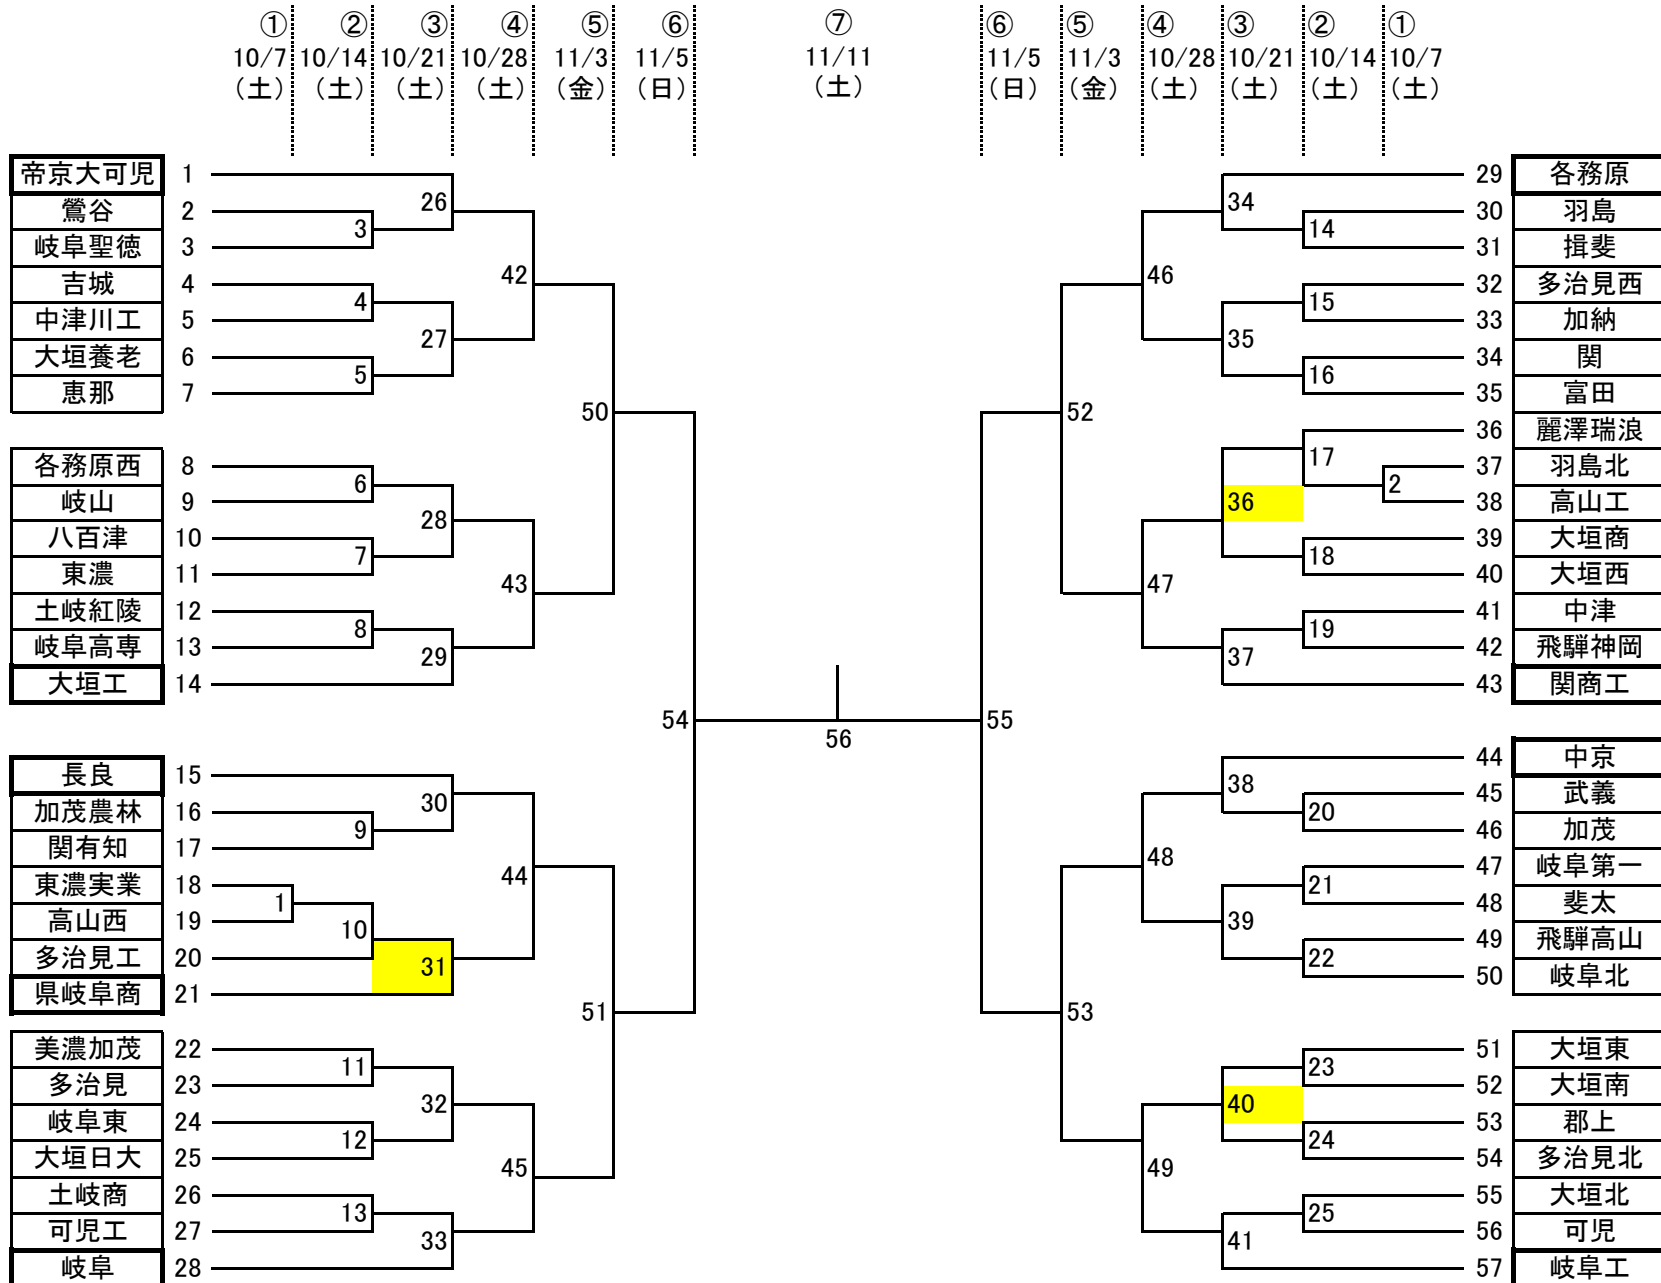 ① ② ③ ④ ⑤ ⑥ ⑦ ⑥ ⑤ ④ ③ ② ①
10/7 10/14 10/21 10/28 11/3 11/5 11/11 11/5 11/3 10/28 10/21 10/14 10/7
(土) (土) (土) (土) (金) (日) (土) (日) (金) (土) (土) (土) (土)
帝京大可児 1
鶯谷 2
岐阜聖徳 3
吉城 4
中津川工 5
大垣養老 6
恵那 7
各務原西 8
岐山 9
八百津 10
東濃 11
土岐紅陵 12
岐阜高専 13
大垣工 14
長良 15
加茂農林 16
関有知 17
東濃実業 18
高山西 19
多治見工 20
県岐阜商 21
美濃加茂 22
多治見 23
岐阜東 24
大垣日大 25
土岐商 26
可児工 27
岐阜 28
1
3
4
5
6
7
8
9
10
11
12
13
26
27
28
29
30
31
32
33
42
43
44
45
50
51
54
56
55
52
53
46
47
48
49
34
35
36
37
38
39
40
41
14
15
16
17
18
19
20
21
22
23
24
25
2
29 各務原
30 羽島
31 揖斐
32 多治見西
33 加納
34 関
35 富田
36 麗澤瑞浪
37 羽島北
38 高山工
39 大垣商
40 大垣西
41 中津
42 飛騨神岡
43 関商工
44 中京
45 武義
46 加茂
47 岐阜第一
48 斐太
49 飛騨高山
50 岐阜北
51 大垣東
52 大垣南
53 郡上
54 多治見北
55 大垣北
56 可児
57 岐阜工